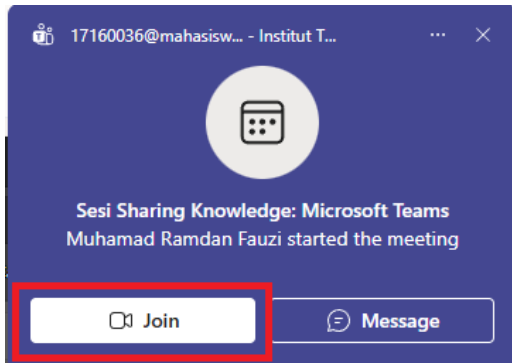 17160036@mahasisw... - Institut T...
Sesi Sharing Knowledge: Microsoft Teams
Muhamad Ramdan Fauzi started the meeting
Join
Message